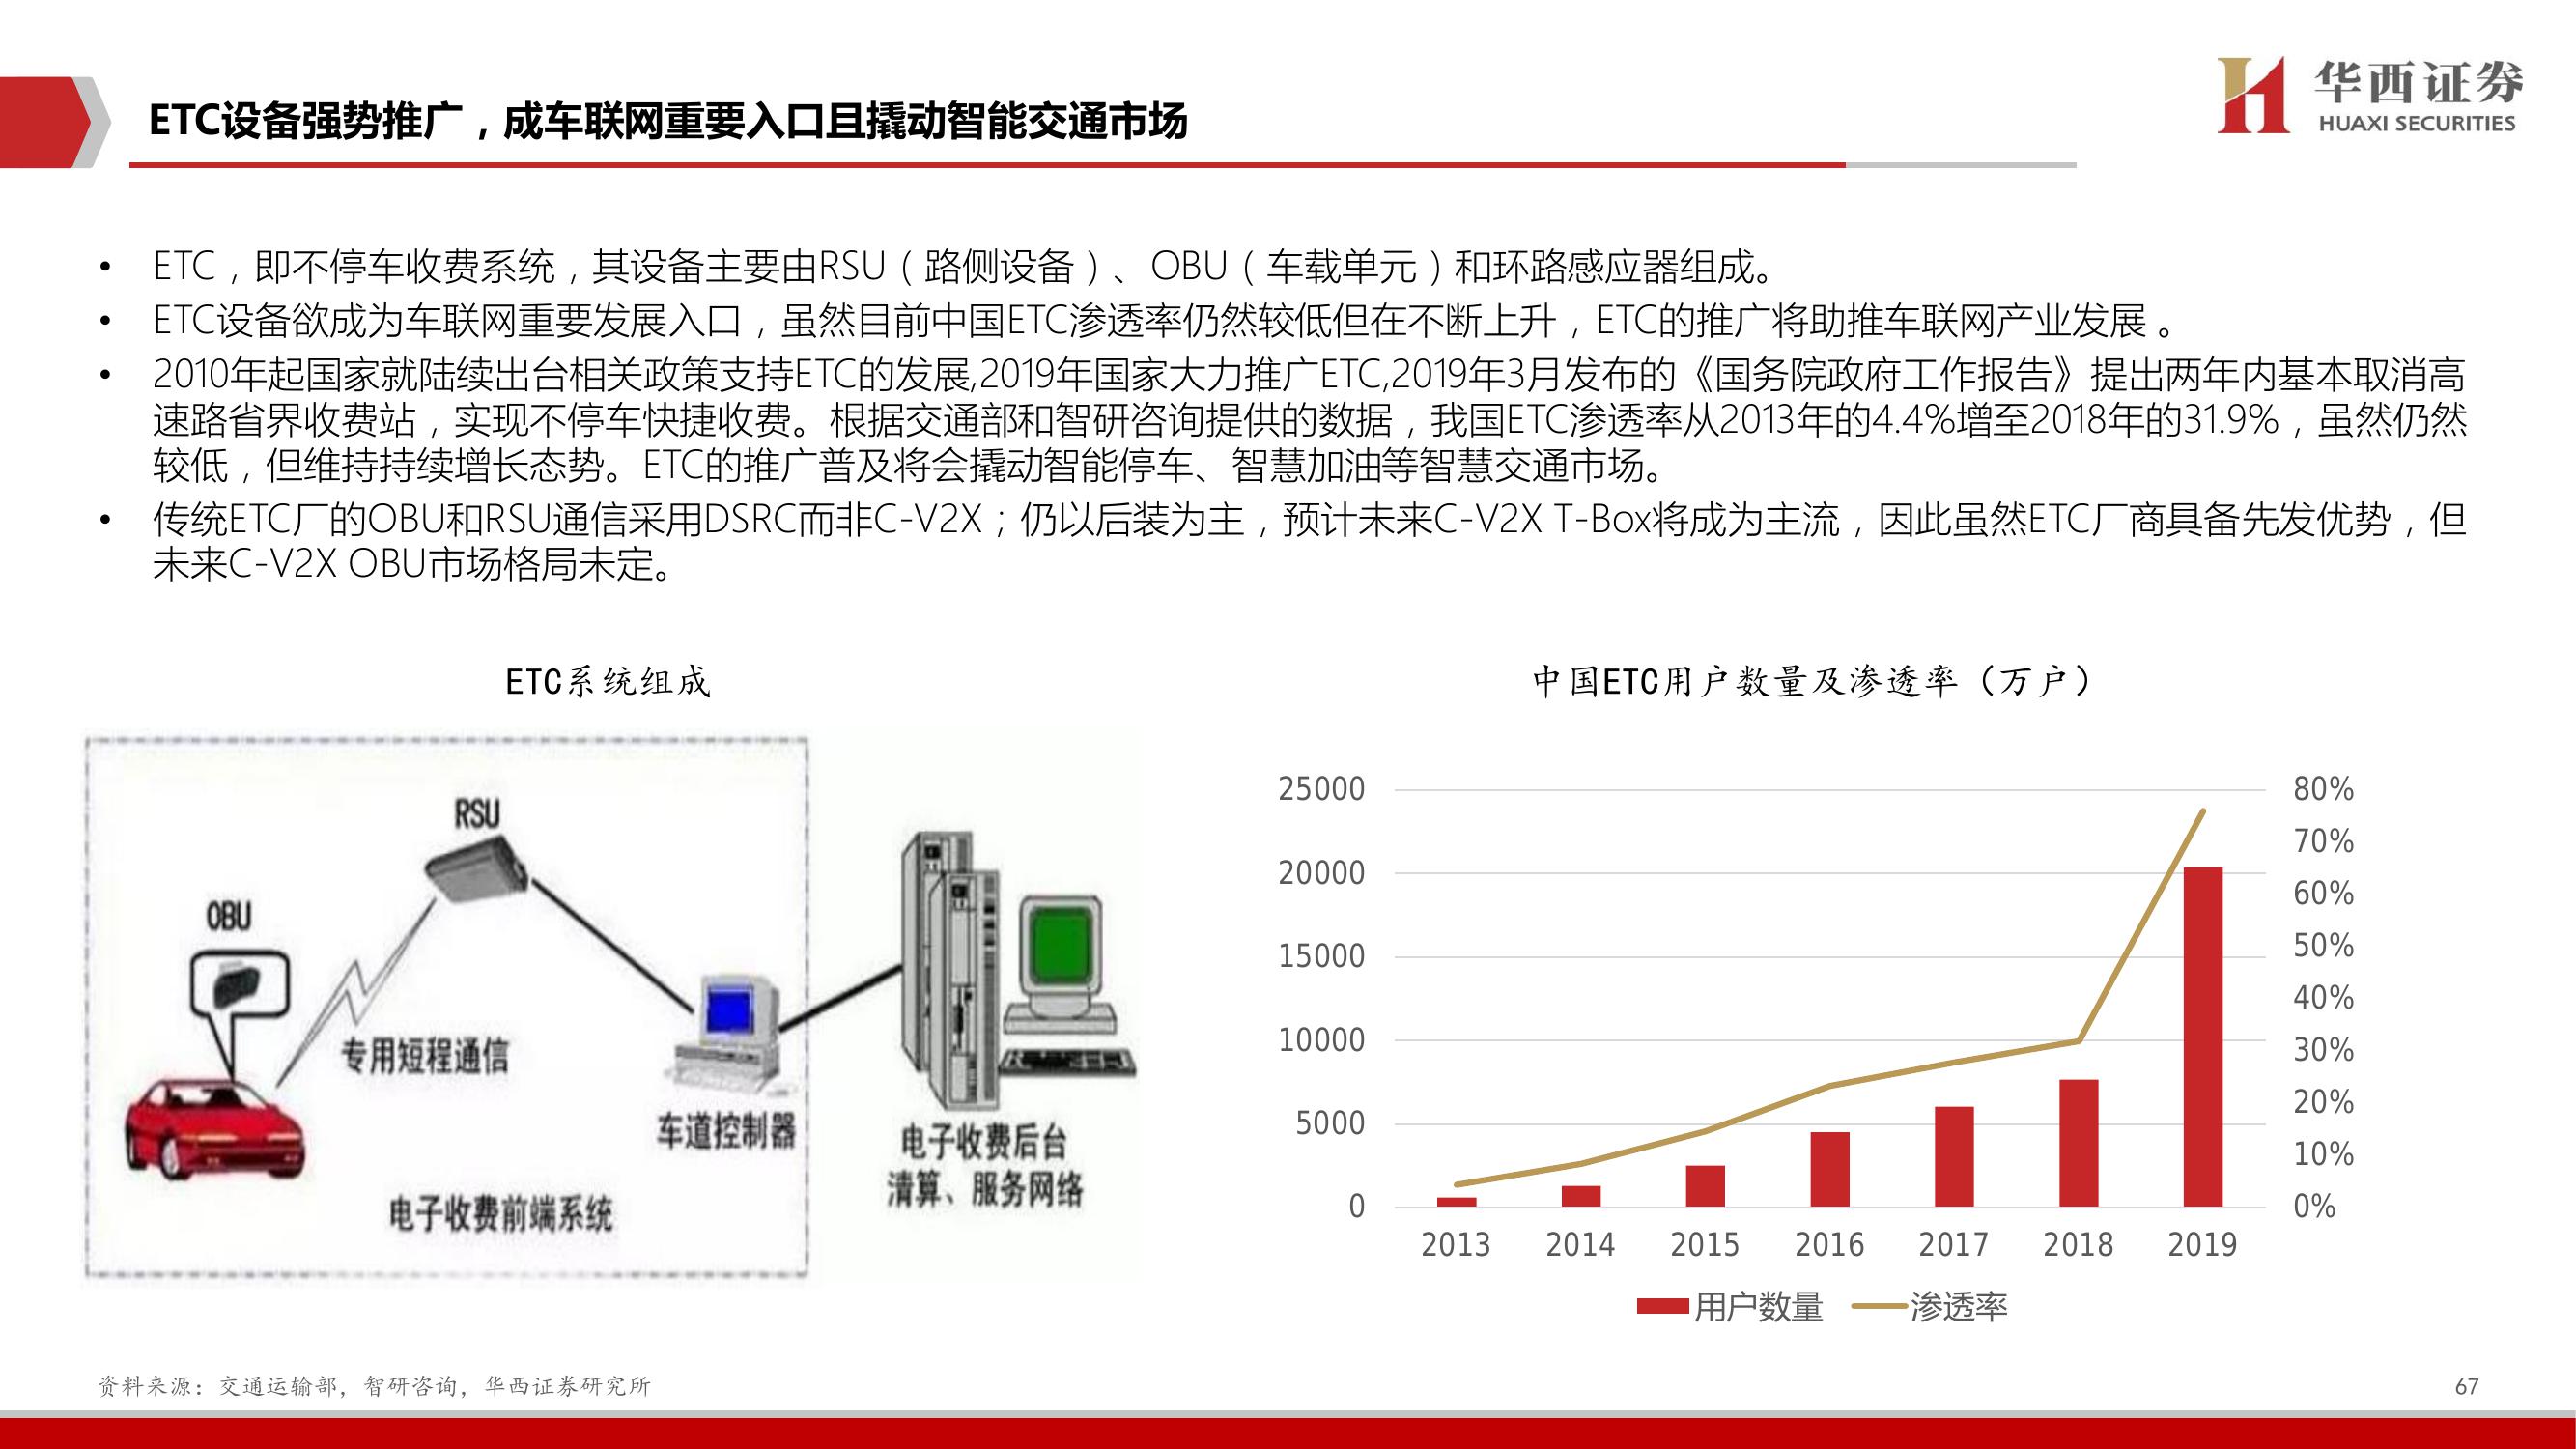 华西证券
HUAXI SECURITIES
ETC设备强势推广，成车联网重要入口且撬动智能交通市场
• ETC，即不停车收费系统，其设备主要由RSU（路侧设备）、OBU（车载单元）和环路感应器组成。
• ETC设备欲成为车联网重要发展入口，虽然目前中国ETC渗透率仍然较低但在不断上升，ETC的推广将助推车联网产业发展 。
• 2010年起国家就陆续出台相关政策支持ETC的发展,2019年国家大力推广ETC,2019年3月发布的《国务院政府工作报告》提出两年内基本取消高
速路省界收费站，实现不停车快捷收费。根据交通部和智研咨询提供的数据，我国ETC渗透率从2013年的4.4%增至2018年的31.9%，虽然仍然
较低，但维持持续增长态势。ETC的推广普及将会撬动智能停车、智慧加油等智慧交通市场。
• 传统ETC厂的OBU和RSU通信采用DSRC而非C-V2X；仍以后装为主，预计未来C-V2X T-Box将成为主流，因此虽然ETC厂商具备先发优势，但
未来C-V2X OBU市场格局未定。
ETC系统组成
RSU
OBU
专用短程通信
车道控制器
电子收费后台
清算、服务网络
电子收费前端系统
中国ETC用户数量及渗透率（万户）
25000
20000
15000
10000
5000
0
80%
70%
60%
50%
40%
30%
20%
10%
0%
2013 2014 2015 2016 2017 2018 2019
用户数量 渗透率
资料来源：交通运输部，智研咨询，华西证券研究所
67